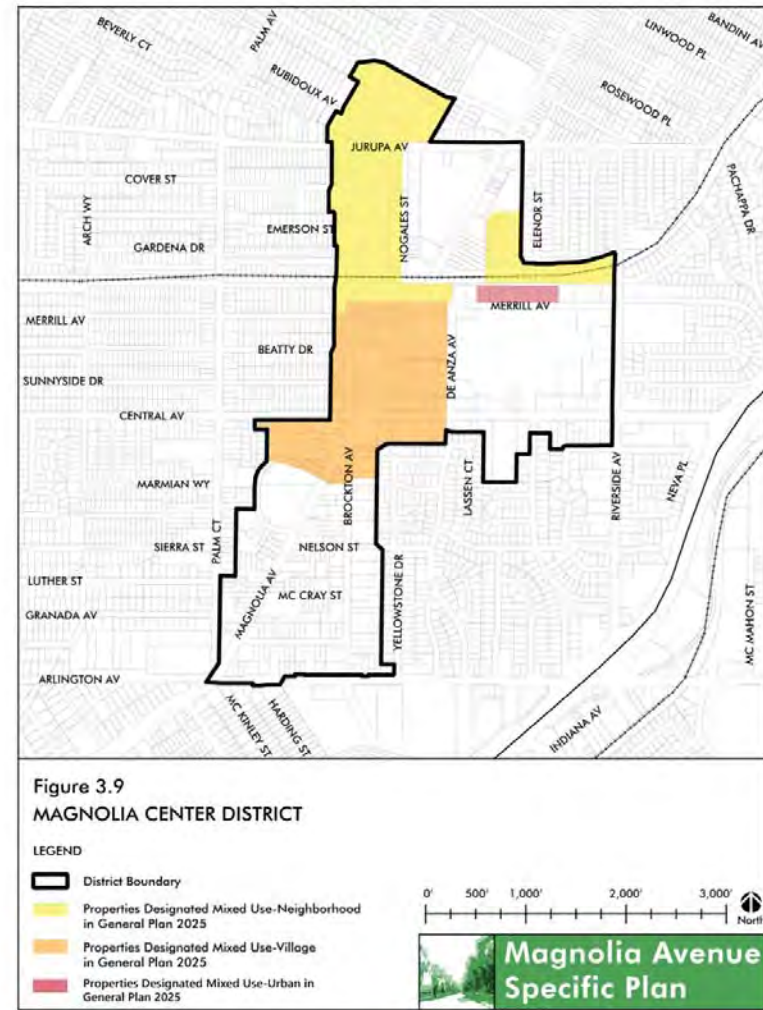 BEVERLY CT
PALM AV
LINWOOD PL
BANDINI AV
RUBIDOUX AV
ROSEWOOD PL
JURUPA AV
PACHAPPA DR
COVER ST
ARCH WY
NOGALES ST
ELENOR ST
EMERSON ST
GARDENA DR
MERRILL AV
MERRILL AV
BEATTY DR
DE ANZA AV
SUNNYSIDE DR
CENTRAL AV
BROCKTON AV
LASSEN CT
RIVERSIDE AV
NEVA PL
MARMIAN WY
PALM CT
SIERRA ST
NELSON ST
LUTHER ST
MAGNOLIA AV
MC CRAY ST
YELLOWSTONE DR
GRANADA AV
MC MAHON ST
ARLINGTON AV
MC KINLEY ST
HARDING ST
INDIANA AV
Figure 3.9
MAGNOLIA CENTER DISTRICT
LEGEND
District Boundary
Properties Designated Mixed Use-Neighborhood
in General Plan 2025
Properties Designated Mixed Use-Village
in General Plan 2025
Properties Designated Mixed Use-Urban in
General Plan 2025
0' 500' 1,000' 2,000' 3,000'
North
Magnolia Avenue
Specific Plan